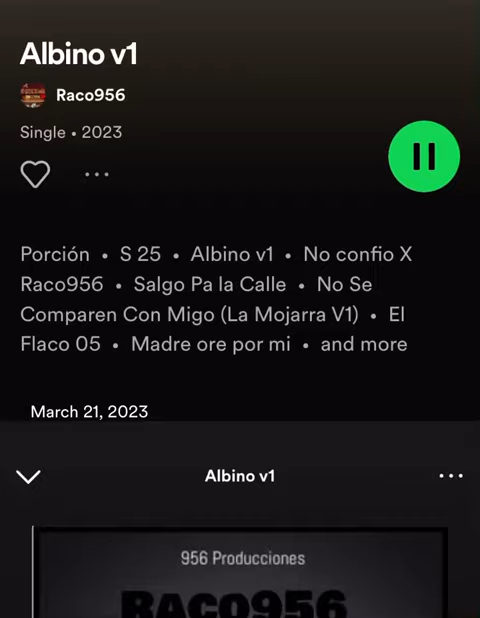 Albino v1
Raco956
Single • 2023
Porción • S 25 • Albino v1 • No confio X
Raco956 • Salgo Pa la Calle • No Se
Comparen Con Migo (La Mojarra V1) • El
Flaco 05 • Madre ore por mi • and more
March 21, 2023
Albino v1
956 Producciones
RACO956